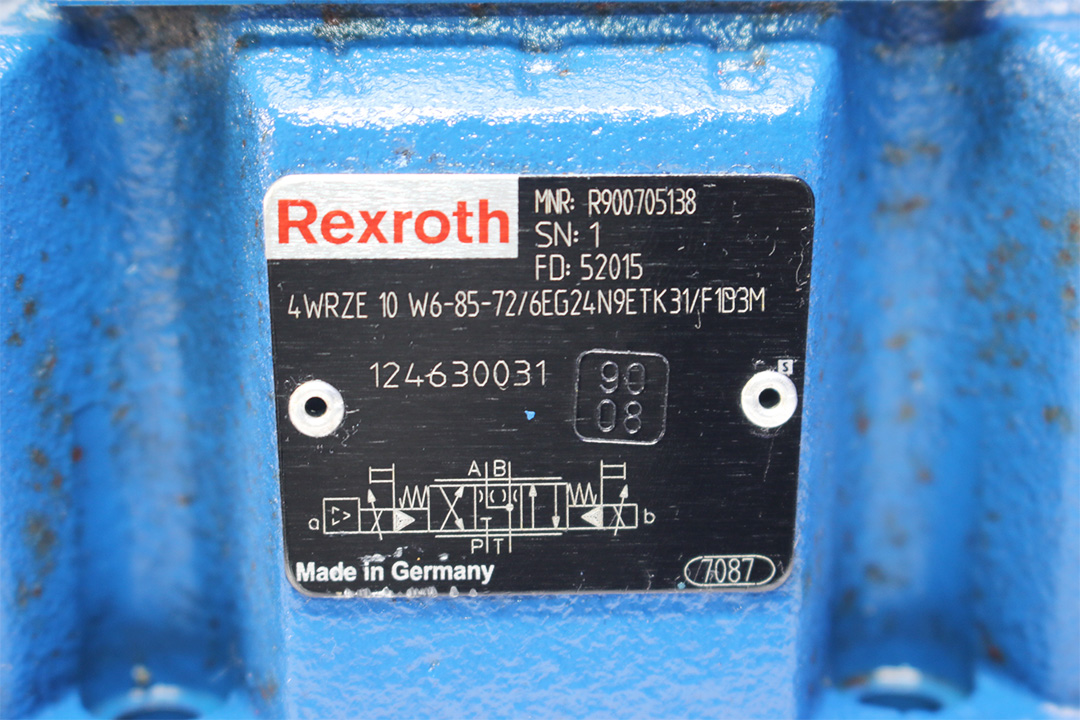 Rexroth
MNR: R900705138
SN: 1
FD: 52015
4WRZE 10 W6-85-72/6EG24N9ETK31/F1D3M
124630031
90
08
S
A B
a
b
P T
Made in Germany
7087